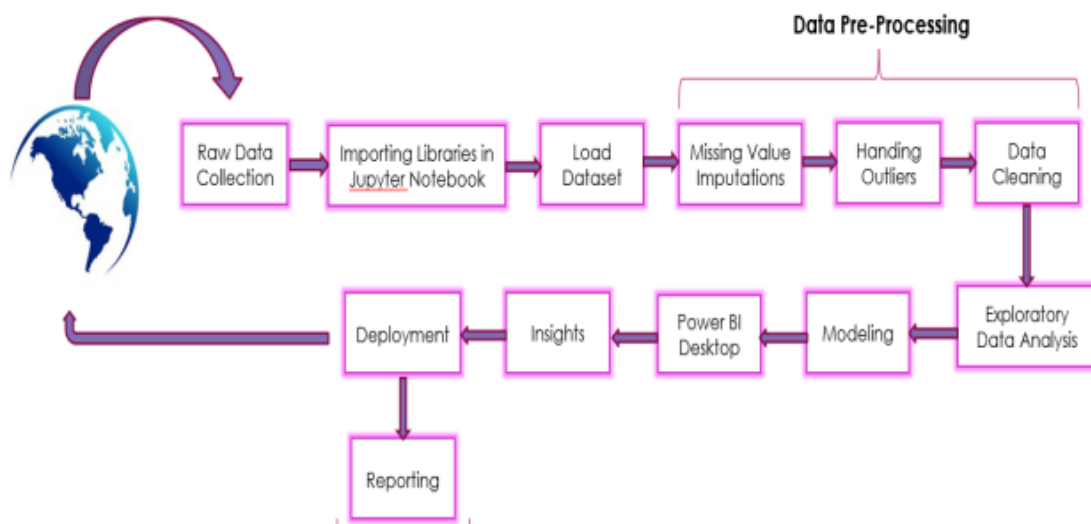 Data Pre-Processing
Raw Data
Collection
Importing Libraries in
Jupyter Notebook
Load
Dataset
Missing Value
Imputations
Handing
Outliers
Data
Cleaning
Exploratory
Data Analysis
Modeling
Power BI
Desktop
Insights
Deployment
Reporting